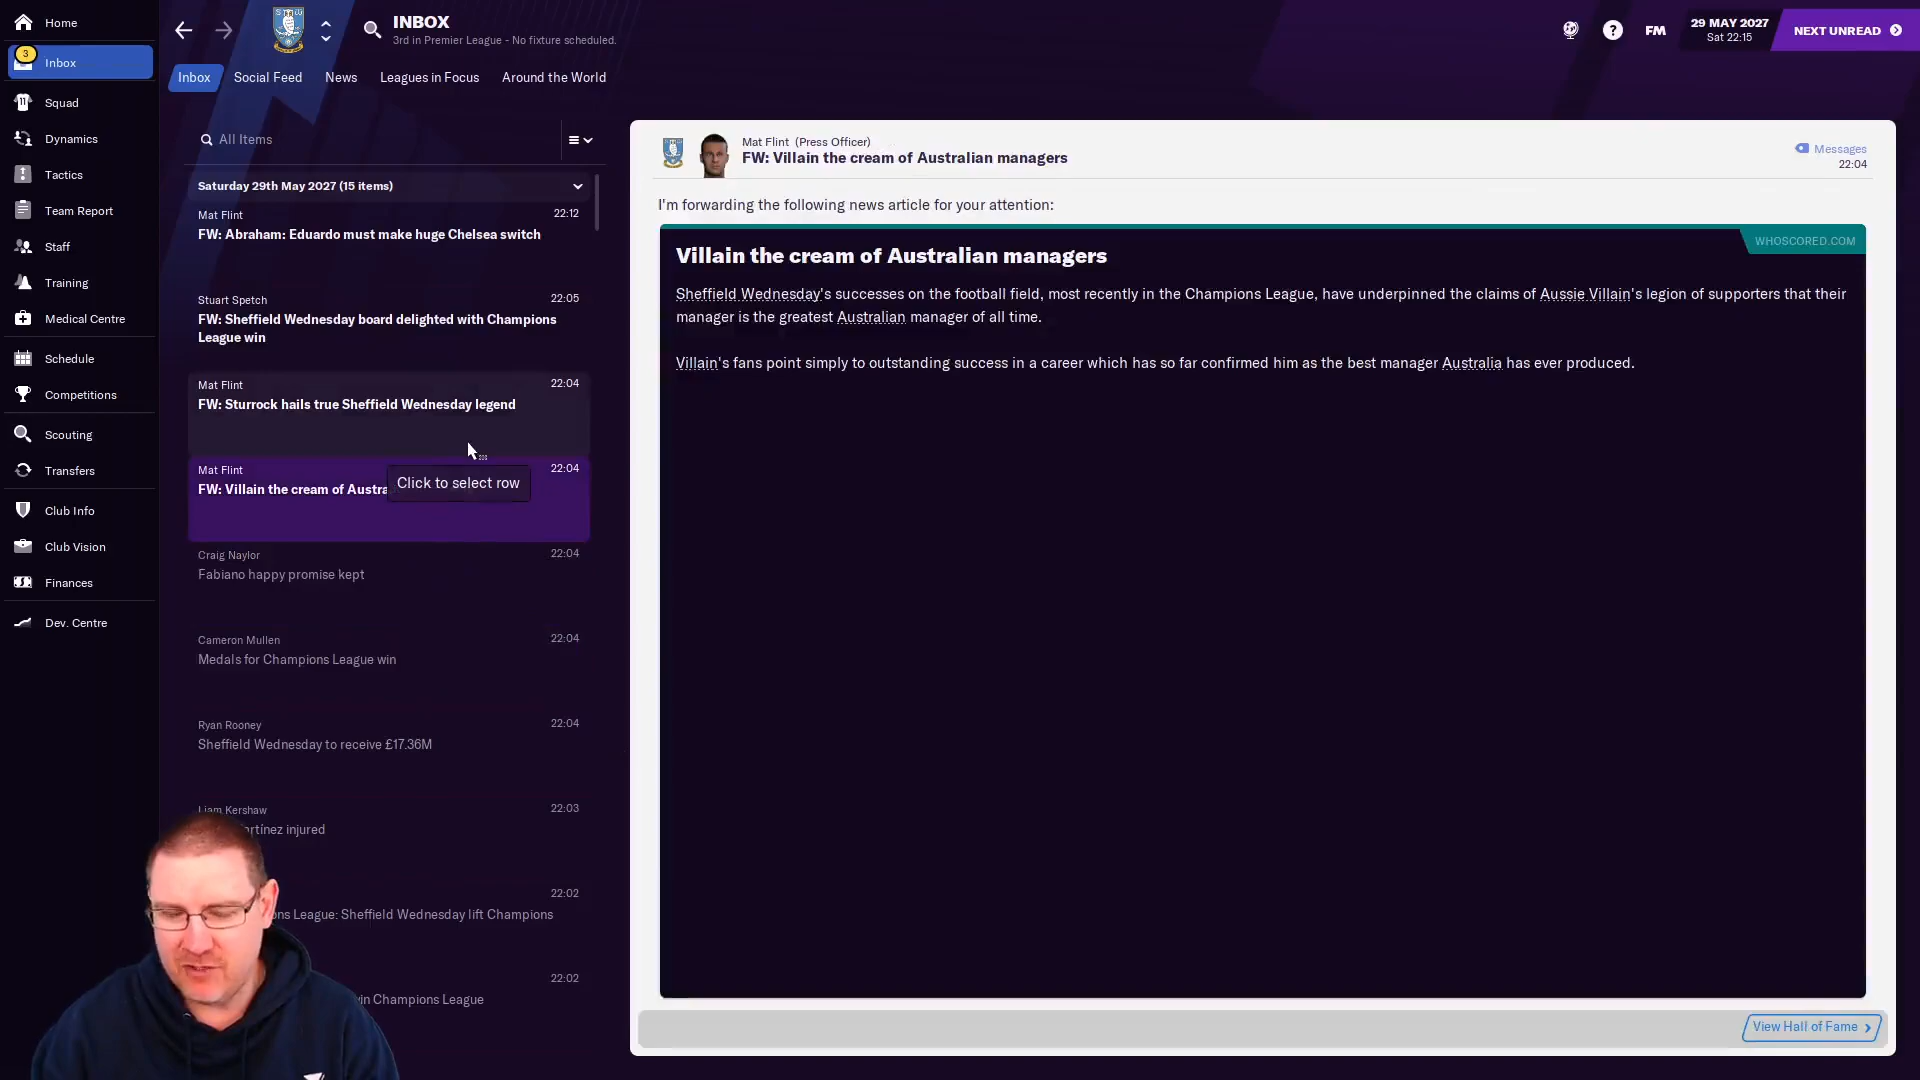 Home
3
Inbox
Squad
Dynamics
Tactics
Team Report
Staff
Training
Medical Centre
Schedule
Competitions
Scouting
Transfers
Club Info
Club Vision
Finances
Dev. Centre
INBOX
3rd in Premier League - No fixture scheduled.
FM
29 MAY 2027
Sat 22:15
NEXT UNREAD
Inbox
Social Feed
News
Leagues in Focus
Around the World
All Items
Saturday 29th May 2027 (15 items)
Mat Flint 22:12
FW: Abraham: Eduardo must make huge Chelsea switch
Stuart Spetch 22:05
FW: Sheffield Wednesday board delighted with Champions
League win
Mat Flint 22:04
FW: Sturrock hails true Sheffield Wednesday legend
Mat Flint 22:04
FW: Villain the cream of Austra
Click to select row
Craig Naylor 22:04
Fabiano happy promise kept
Cameron Mullen 22:04
Medals for Champions League win
Ryan Rooney 22:04
Sheffield Wednesday to receive £17.36M
Liam Kershaw 22:03
rtínez injured
22:02
ons League: Sheffield Wednesday lift Champions
22:02
in Champions League
Mat Flint (Press Officer)
FW: Villain the cream of Australian managers
Messages
22:04
I'm forwarding the following news article for your attention:
WHOSCORED.COM
Villain the cream of Australian managers
Sheffield Wednesday's successes on the football field, most recently in the Champions League, have underpinned the claims of Aussie Villain's legion of supporters that their
manager is the greatest Australian manager of all time.
Villain's fans point simply to outstanding success in a career which has so far confirmed him as the best manager Australia has ever produced.
View Hall of Fame